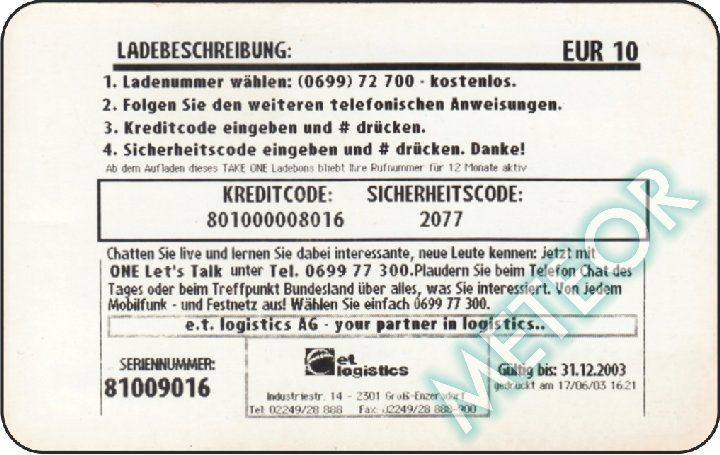 LADEBESCHREIBUNG: EUR 10
1. Ladenummer wählen: (0699) 72 700 - kostenlos.
2. Folgen Sie den weiteren telefonischen Anweisungen.
3. Kreditcode eingeben und # drücken.
4. Sicherheitscode eingeben und # drücken. Danke!
Ab dem Aufladen dieses TAKE ONE Ladebons bliebt Ihre Rufnummer für 12 Monate aktiv
KREDITCODE: SICHERHEITSCODE:
801000008016 2077
Chatten Sie live und lernen Sie dabei interessante, neue Leute kennen: Jetzt mit
ONE Let's Talk unter Tel. 0699 77 300.Plaudern Sie beim Telefon Chat des
Tages oder beim Treffpunkt Bundesland über alles, was Sie interessiert. Von Jedem
Mobilfunk - und Festnetz aus! Wählen Sie einfach 0699 77 300.
e.t. logistics AG - your partner in logistics..
SERIENNUMMER:
81009016
et
logistics
Industriestr. 14 - 2301 Groß-Enzersdorf
Tel: 02249/28 888 Fax: 02249/28 888-900
Gültig bis: 31.12.2003
gedruckt am 17/06/03 16:21
METEOR